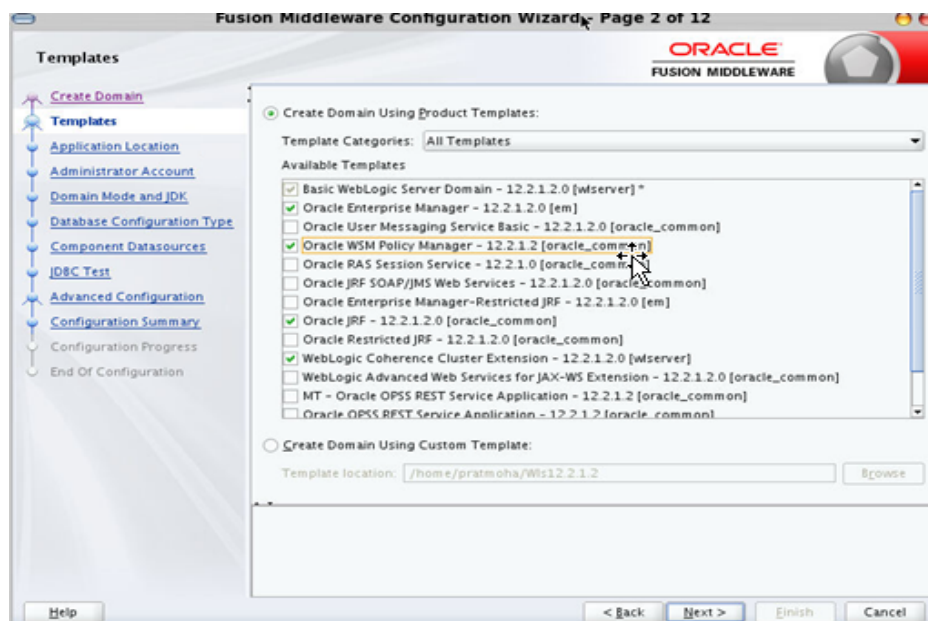 Fusion Middleware Configuration Wizard - Page 2 of 12
Templates
ORACLE
FUSION MIDDLEWARE
Create Domain
Templates
Application Location
Administrator Account
Domain Mode and JDK
Database Configuration Type
Component Datasources
JDBC Test
Advanced Configuration
Configuration Summary
Configuration Progress
End Of Configuration
Create Domain Using Product Templates:
Template Categories: All Templates
Available Templates
Basic WebLogic Server Domain - 12.2.1.2.0 [wlserver] *
Oracle Enterprise Manager - 12.2.1.2.0 [em]
Oracle User Messaging Service Basic - 12.2.1.2.0 [oracle_common]
Oracle WSM Policy Manager - 12.2.1.2 [oracle_common]
Oracle RAS Session Service - 12.2.1.0 [oracle_common]
Oracle JRF SOAP/JMS Web Services - 12.2.1.2.0 [oracle_common]
Oracle Enterprise Manager-Restricted JRF - 12.2.1.2.0 [em]
Oracle JRF - 12.2.1.2.0 [oracle_common]
Oracle Restricted JRF - 12.2.1.2.0 [oracle_common]
WebLogic Coherence Cluster Extension - 12.2.1.2.0 [wlserver]
WebLogic Advanced Web Services for JAX-WS Extension - 12.2.1.2.0 [oracle_common]
MT - Oracle OPSS REST Service Application - 12.2.1.2 [oracle_common]
Oracle OPSS REST Service Application - 12.2.1.2 [oracle_common]
Create Domain Using Custom Template:
Template location: /home/pratmoha/Wls12.2.1.2
Browse
Help
< Back
Next >
Finish
Cancel